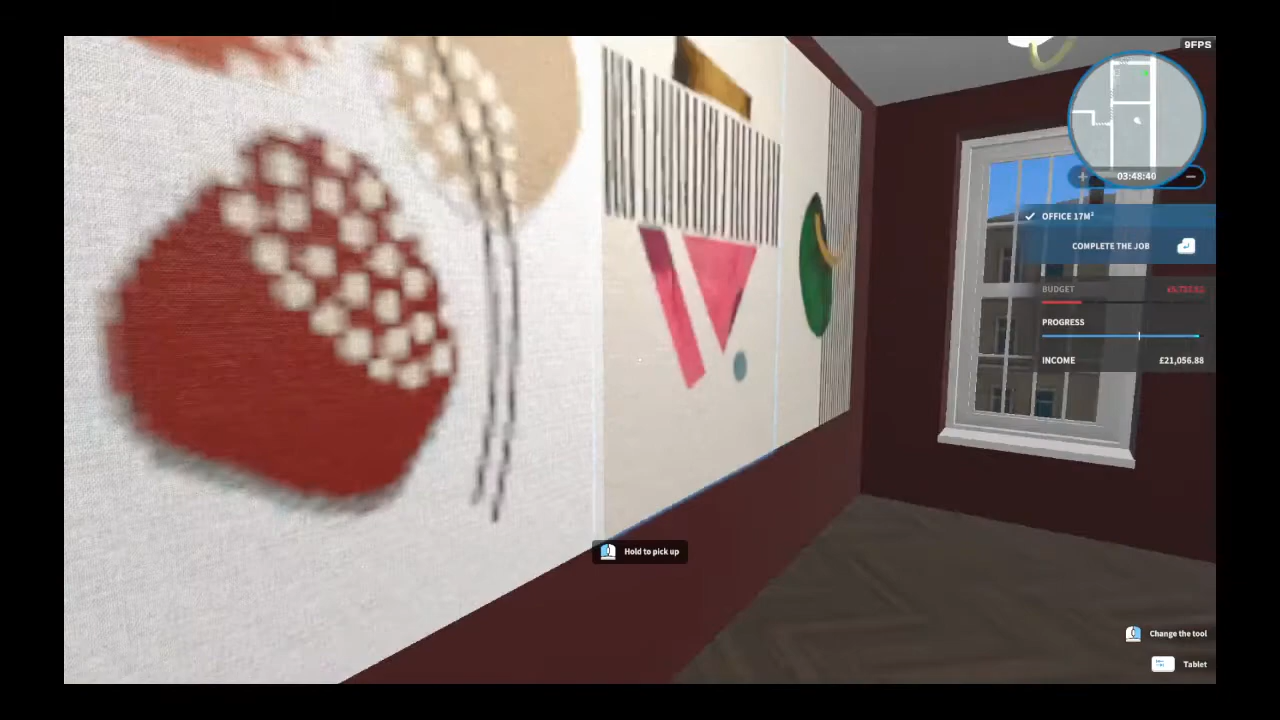 9FPS
03:48:40
OFFICE 17M²
COMPLETE THE JOB
BUDGET
PROGRESS
INCOME £21,056.88
Hold to pick up
Change the tool
Tablet